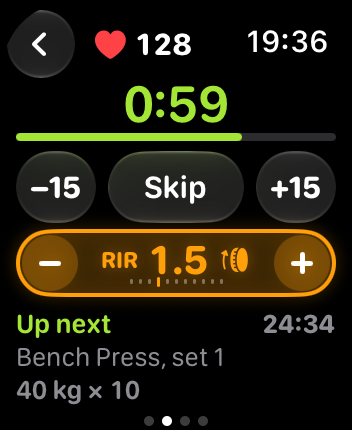 128 19:36
0:59
−15 Skip +15
− RIR 1.5 +
Up next 24:34
Bench Press, set 1
40 kg × 10